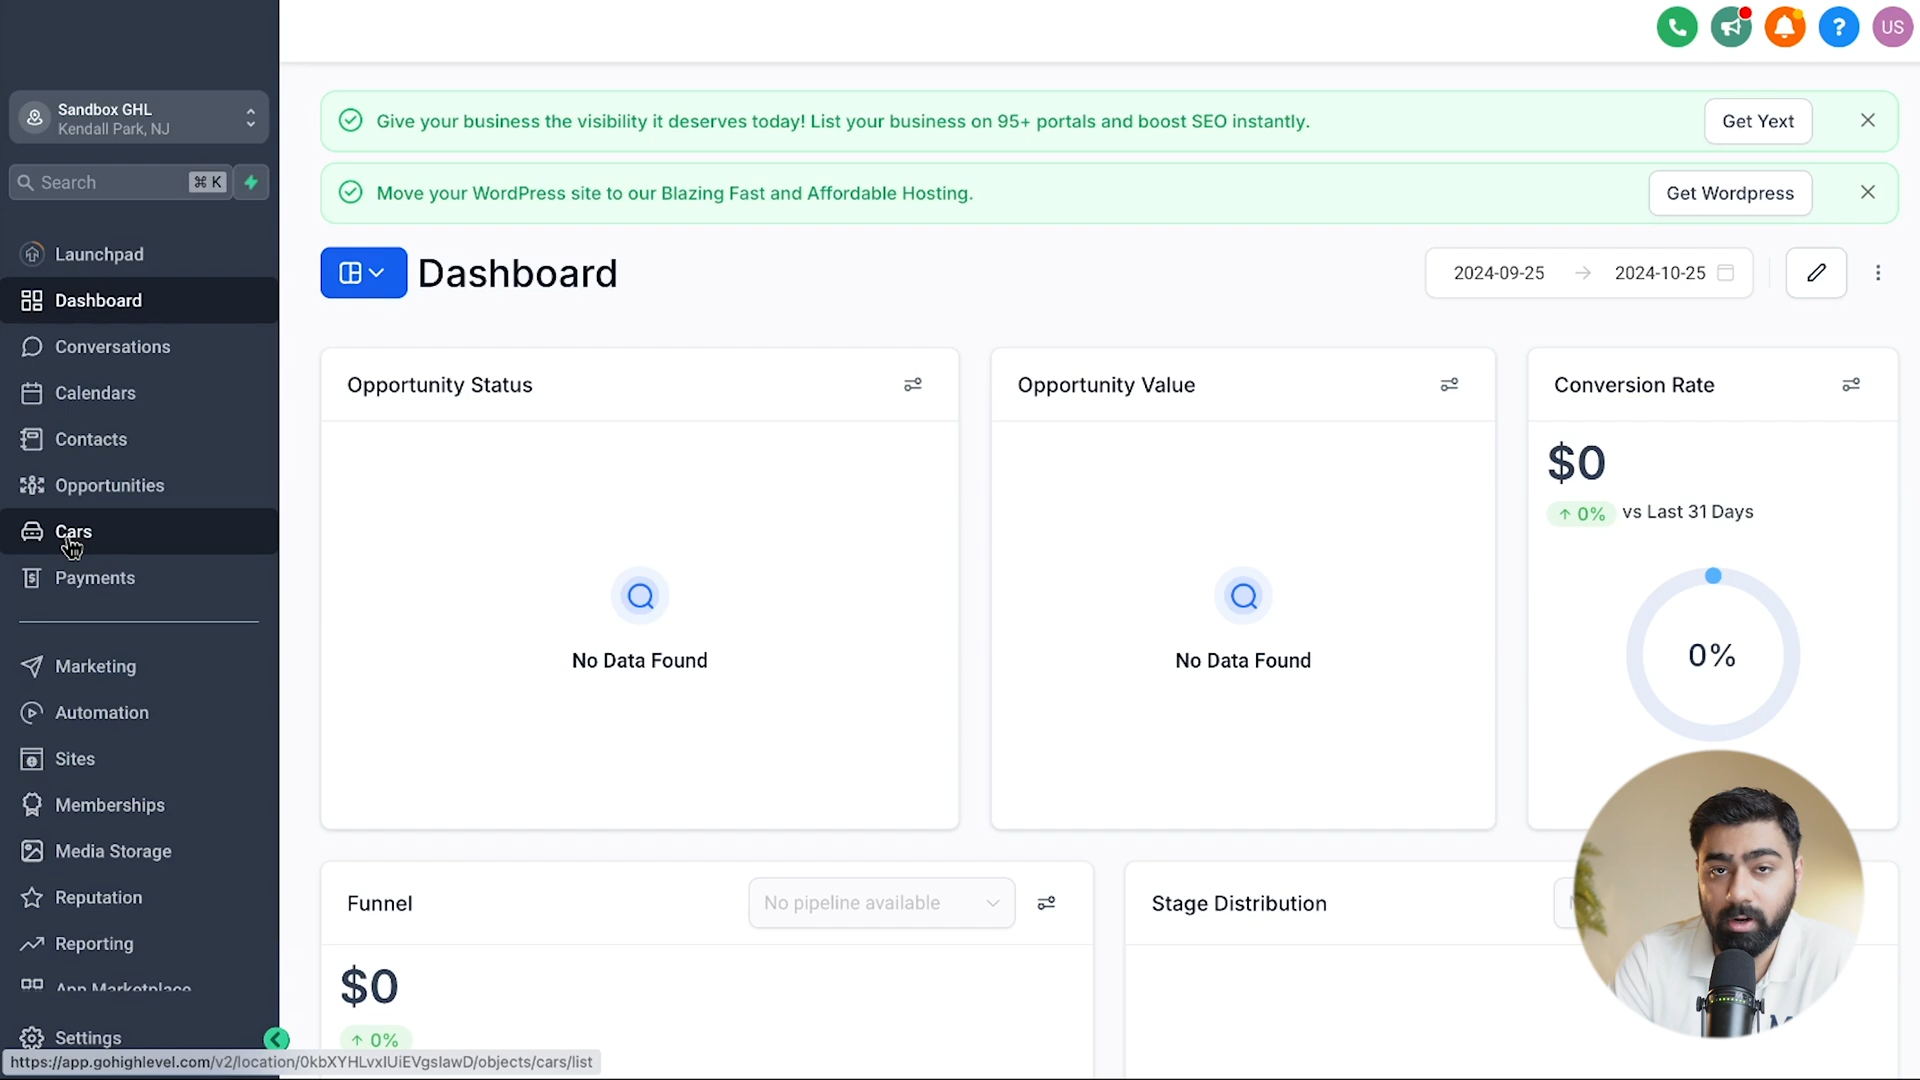 US
Sandbox GHL
Kendall Park, NJ
Search
⌘ K
Launchpad
Dashboard
Conversations
Calendars
Contacts
Opportunities
Cars
Payments
Marketing
Automation
Sites
Memberships
Media Storage
Reputation
Reporting
App Marketplace
Settings
Give your business the visibility it deserves today! List your business on 95+ portals and boost SEO instantly.
Get Yext
Move your WordPress site to our Blazing Fast and Affordable Hosting.
Get Wordpress
Dashboard
2024-09-25 → 2024-10-25
Opportunity Status
No Data Found
Opportunity Value
No Data Found
Conversion Rate
$0
↑ 0% vs Last 31 Days
0%
Funnel
No pipeline available
$0
↑ 0%
Stage Distribution
https://app.gohighlevel.com/v2/location/0kbXYHLvxIUiEVgslawD/objects/cars/list